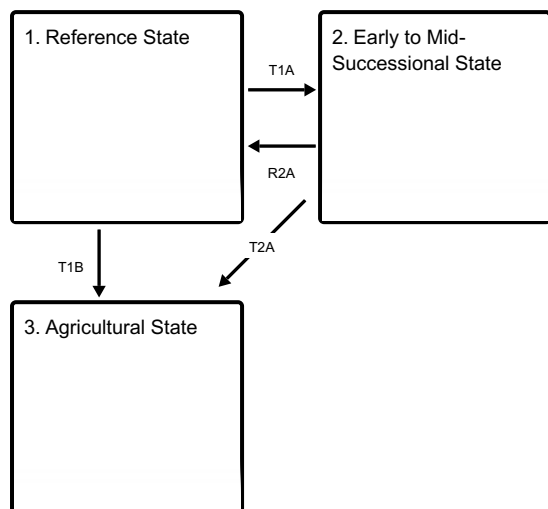 1. Reference State
2. Early to Mid-
Successional State
T1A
R2A
T2A
T1B
3. Agricultural State